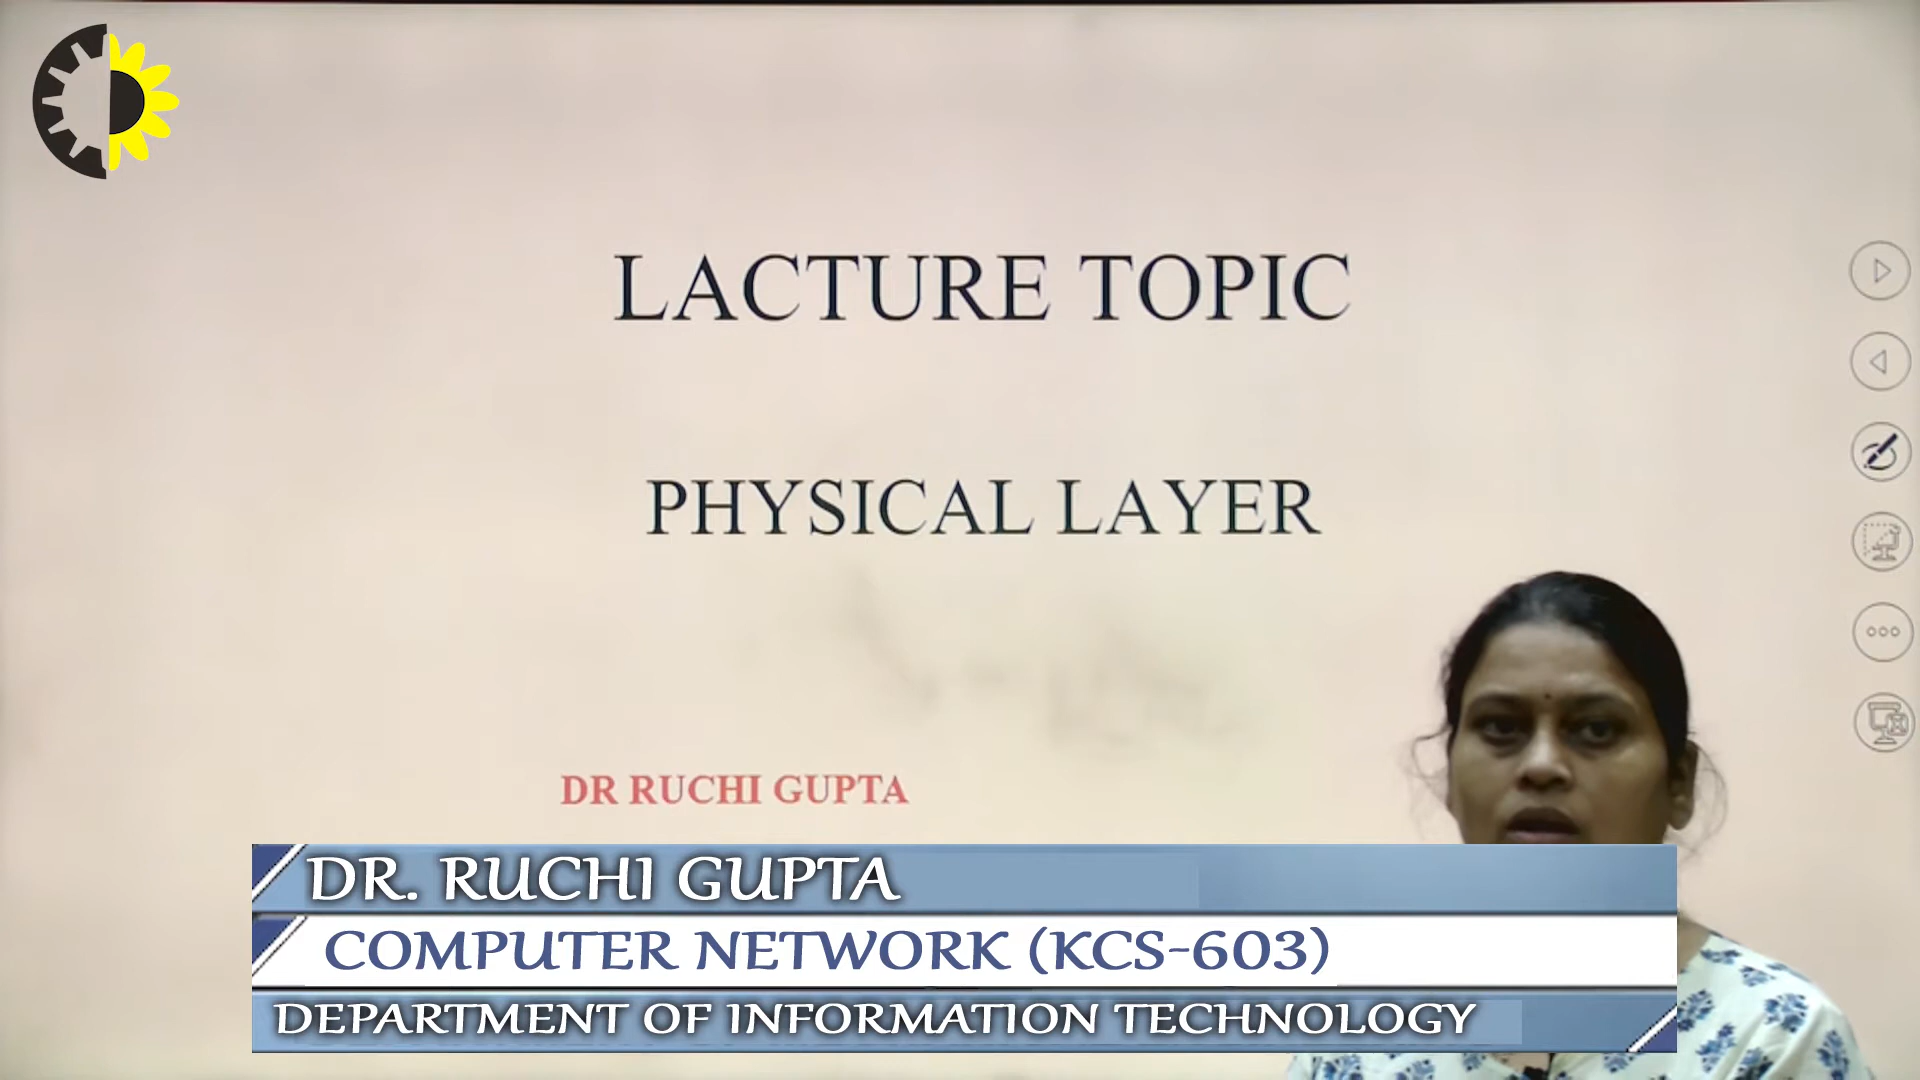 LACTURE TOPIC
PHYSICAL LAYER
DR RUCHI GUPTA
DR. RUCHI GUPTA
COMPUTER NETWORK (KCS-603)
DEPARTMENT OF INFORMATION TECHNOLOGY